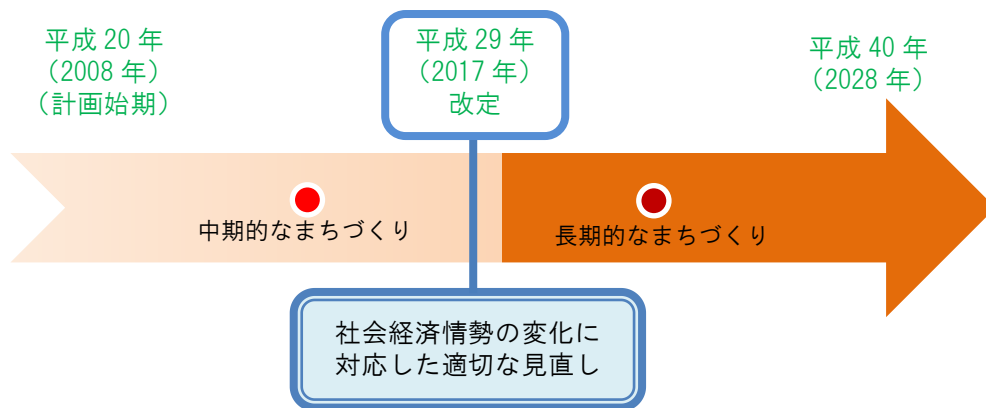 平成 20 年
（2008 年）
（計画始期）
平成 29 年
（2017 年）
改定
平成 40 年
（2028 年）
中期的なまちづくり
長期的なまちづくり
社会経済情勢の変化に
対応した適切な見直し